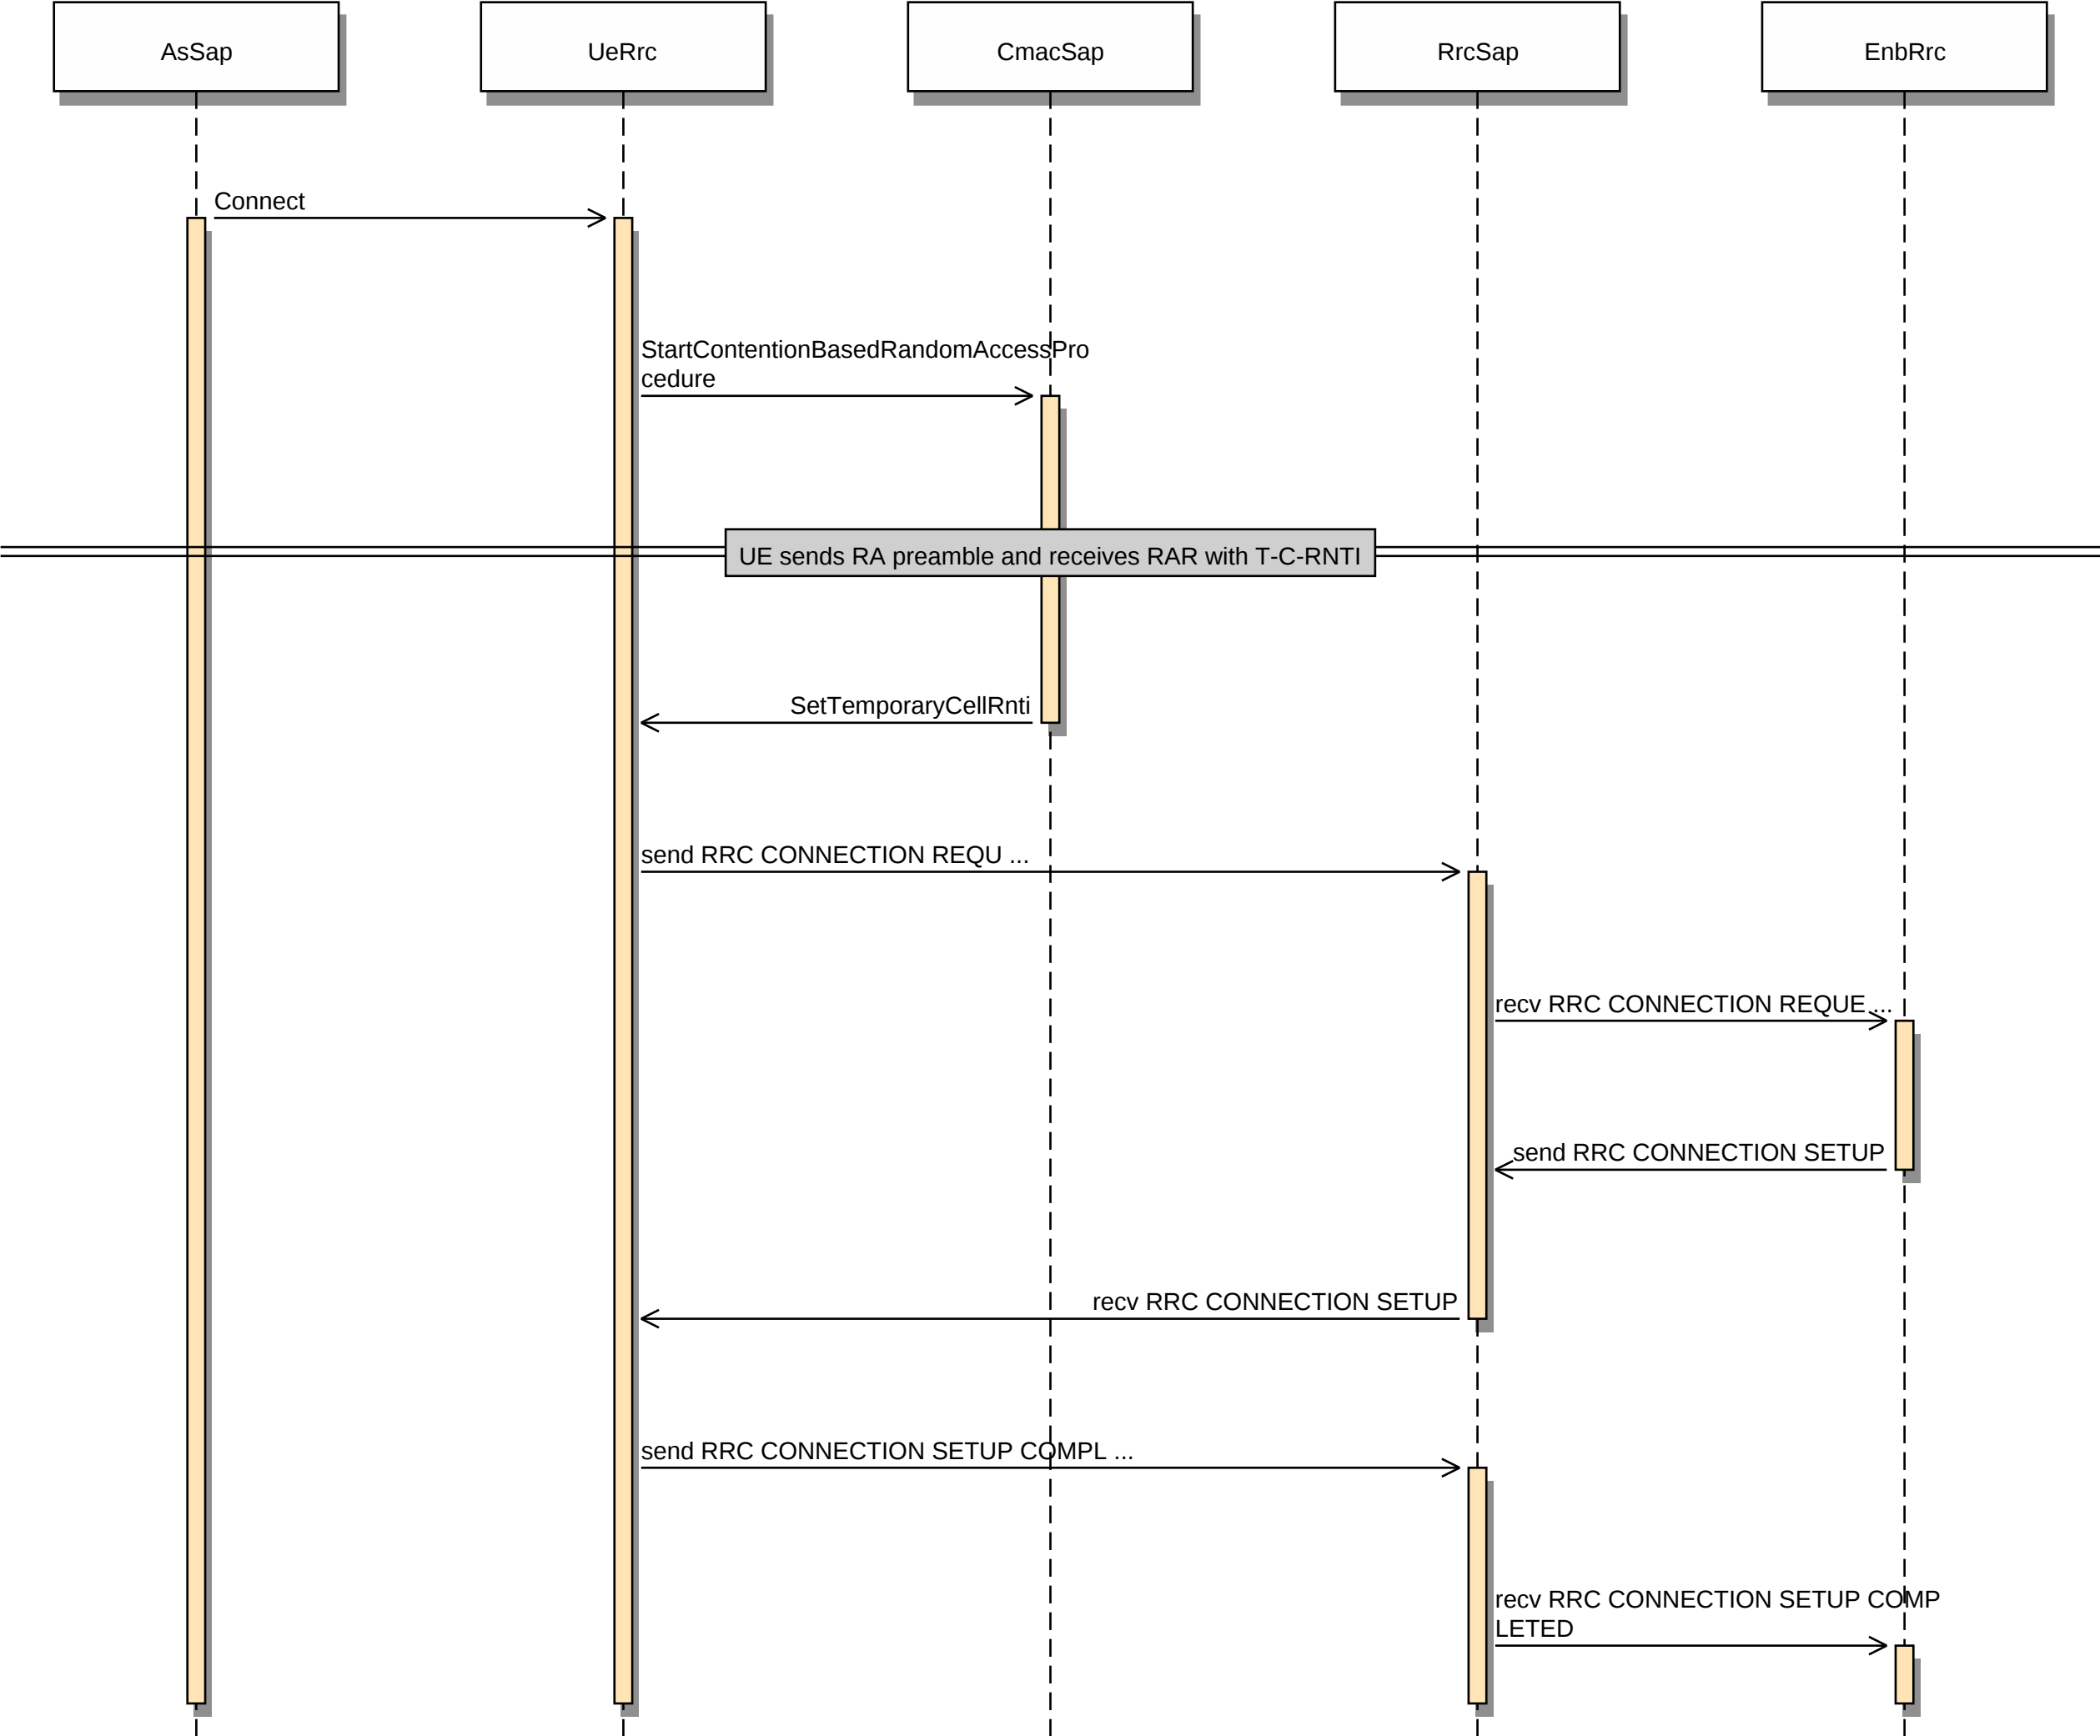 AsSap
UeRrc
CmacSap
RrcSap
EnbRrc
Connect
StartContentionBasedRandomAccessPro
cedure
UE sends RA preamble and receives RAR with T-C-RNTI
SetTemporaryCellRnti
send RRC CONNECTION REQU ...
recv RRC CONNECTION REQUE ...
send RRC CONNECTION SETUP
recv RRC CONNECTION SETUP
send RRC CONNECTION SETUP COMPL ...
recv RRC CONNECTION SETUP COMP
LETED